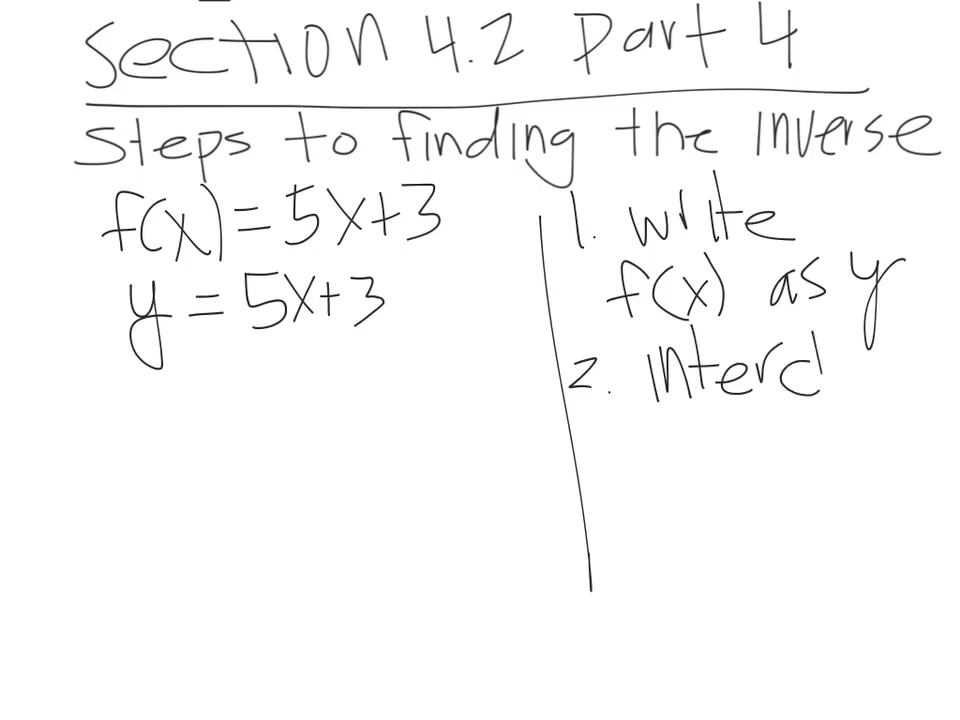 Section 4.2 Part 4
Steps to finding the inverse
f(x) = 5x+3
y = 5x+3
1. write
f(x) as y
2. Interc